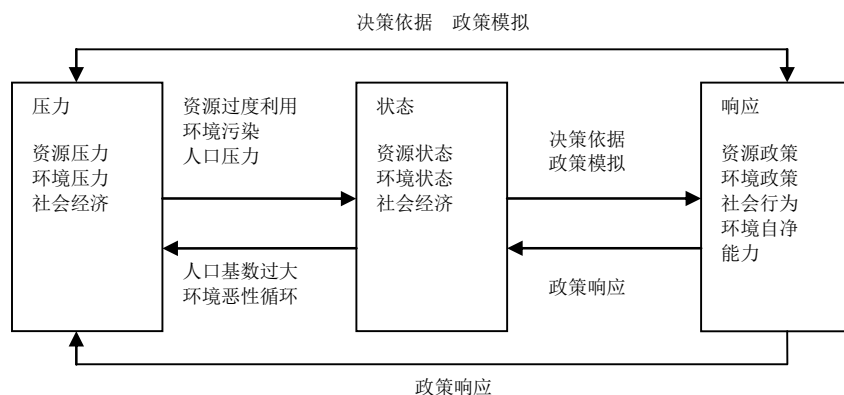 决策依据 政策模拟
压力
资源压力
环境压力
社会经济
资源过度利用
环境污染
人口压力
人口基数过大
环境恶性循环
状态
资源状态
环境状态
社会经济
决策依据
政策模拟
政策响应
响应
资源政策
环境政策
社会行为
环境自净
能力
政策响应